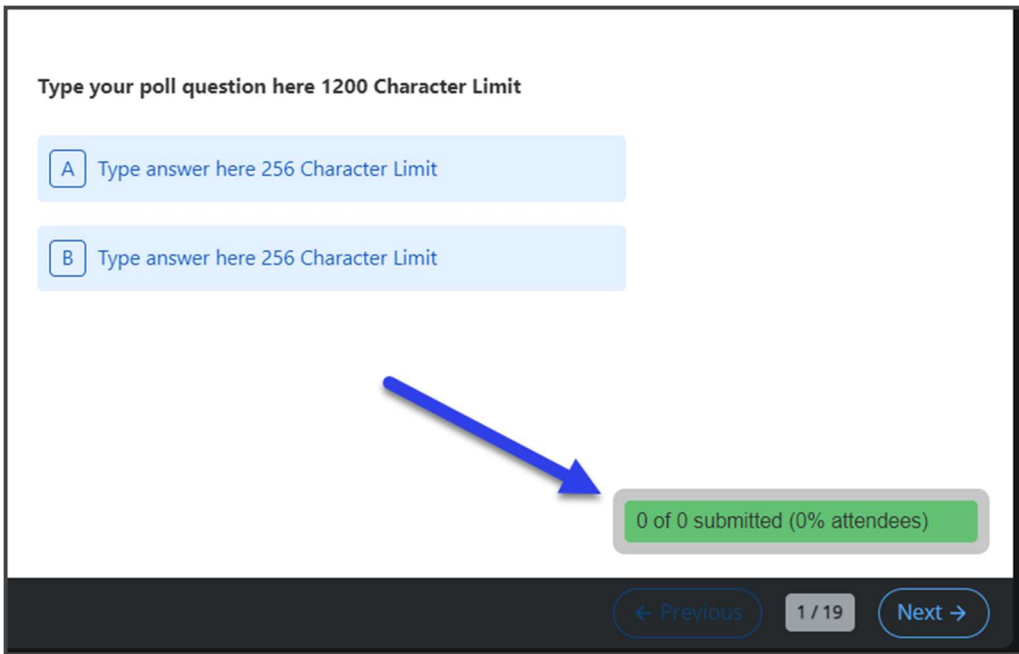 Type your poll question here 1200 Character Limit
A Type answer here 256 Character Limit
B Type answer here 256 Character Limit
0 of 0 submitted (0% attendees)
← Previous 1 / 19 Next →